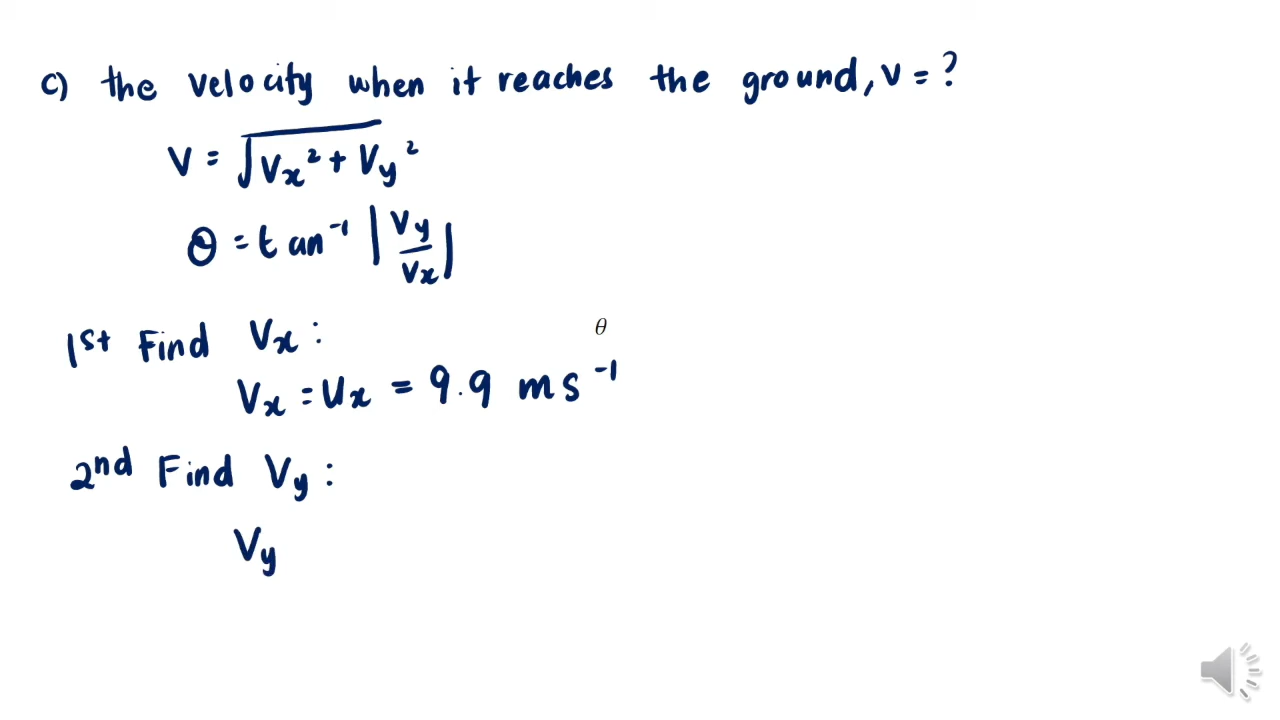 c) the velocity when it reaches the ground, v = ?
v = √(Vx² + Vy²)
θ = tan⁻¹ |Vy/Vx|
1st Find Vx :
θ
Vx = Ux = 9.9 ms⁻¹
2nd Find Vy :
Vy